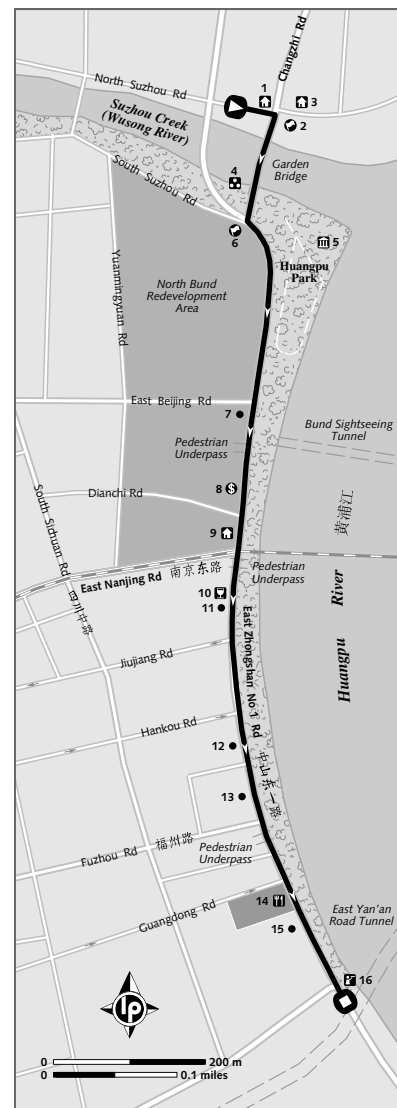 North Suzhou Rd
1
Changzhi Rd
3
2
Suzhou Creek
(Wusong River)
Garden
Bridge
4
South Suzhou Rd
6
5
Huangpu
Park
Yuanmingyuan Rd
North Bund
Redevelopment
Area
East Beijing Rd
7
Bund Sightseeing
Tunnel
Pedestrian
Underpass
8
Dianchi Rd
South Sichuan Rd
四川中路
黄浦江
9
East Nanjing Rd 南京东路
Pedestrian
Underpass
10
11
Huangpu River
East Zhongshan No 1 Rd
中山东一路
Jiujiang Rd
Hankou Rd
12
13
Fuzhou Rd 福州路
Pedestrian
Underpass
Guangdong Rd
14
15
East Yan'an
Road Tunnel
16
lp
0 200 m
0 0.1 miles